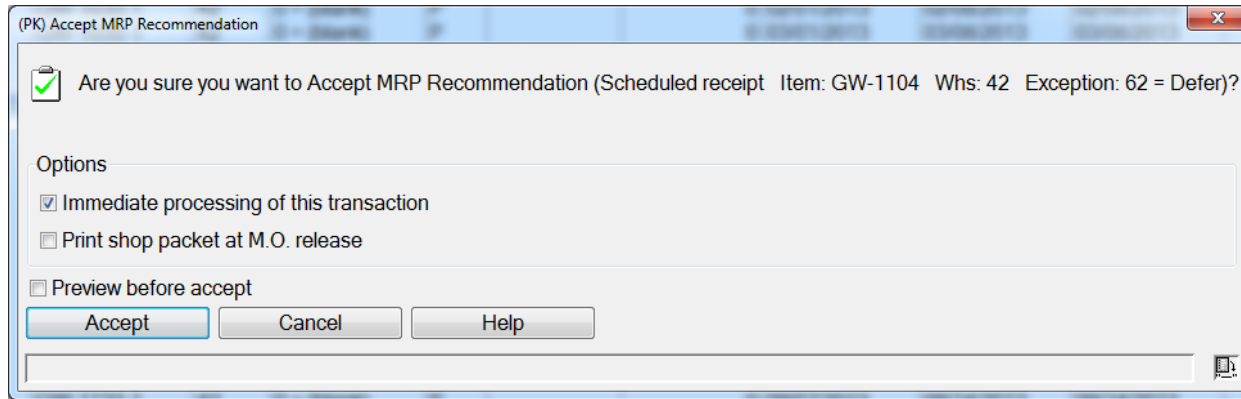 (PK) Accept MRP Recommendation
Are you sure you want to Accept MRP Recommendation (Scheduled receipt Item: GW-1104 Whs: 42 Exception: 62 = Defer)?
Options
Immediate processing of this transaction
Print shop packet at M.O. release
Preview before accept
Accept Cancel Help